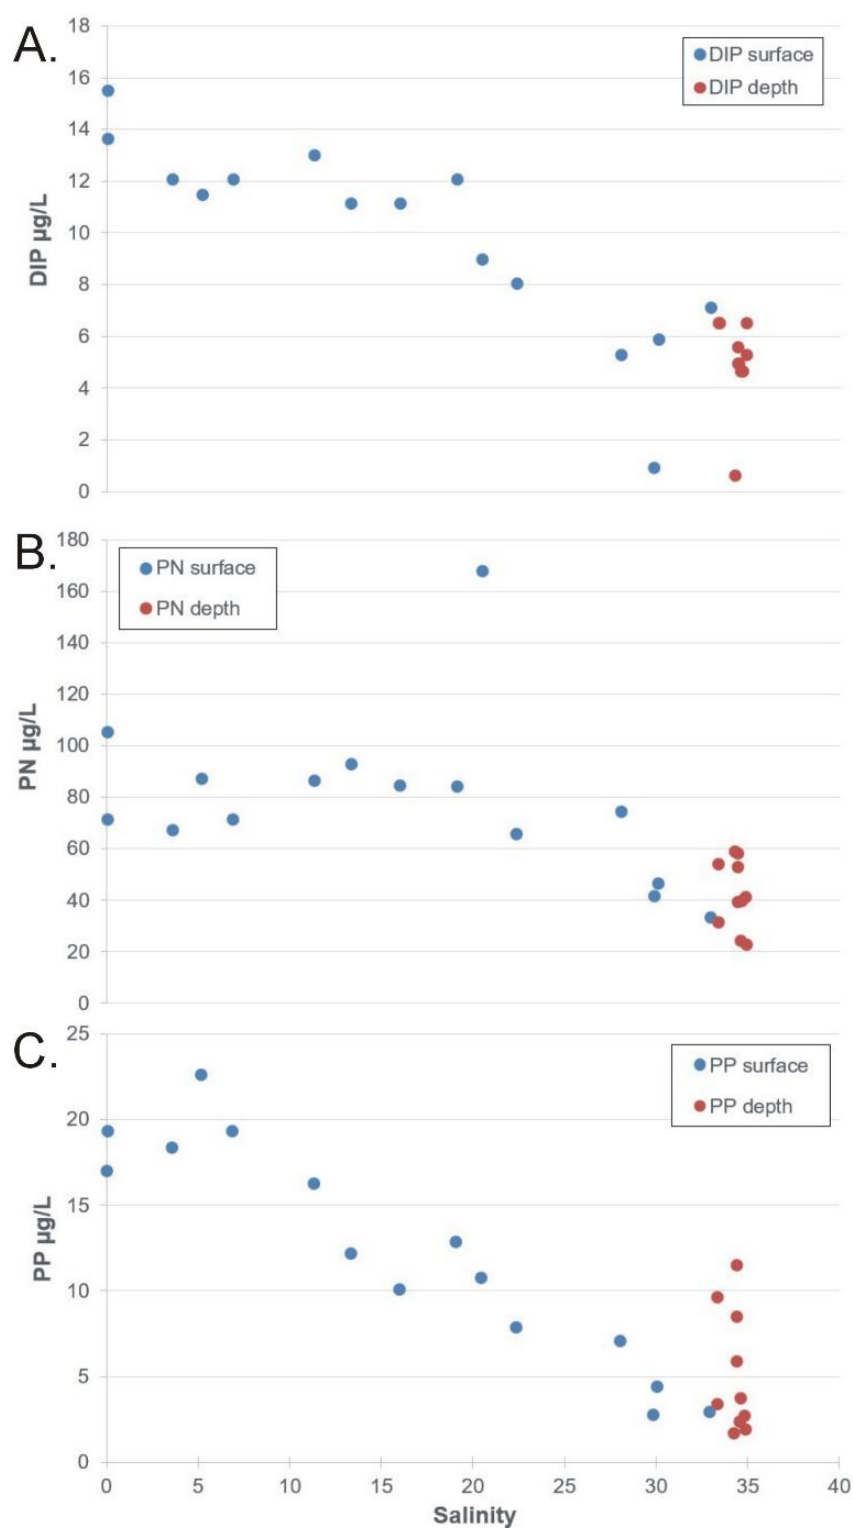 A.
18
16
14
12
10
8
6
4
2
0
DIP µg/L
DIP surface
DIP depth
B.
180
160
140
120
100
80
60
40
20
0
PN µg/L
PN surface
PN depth
C.
25
20
15
10
5
0
PP µg/L
PP surface
PP depth
0 5 10 15 20 25 30 35 40
Salinity